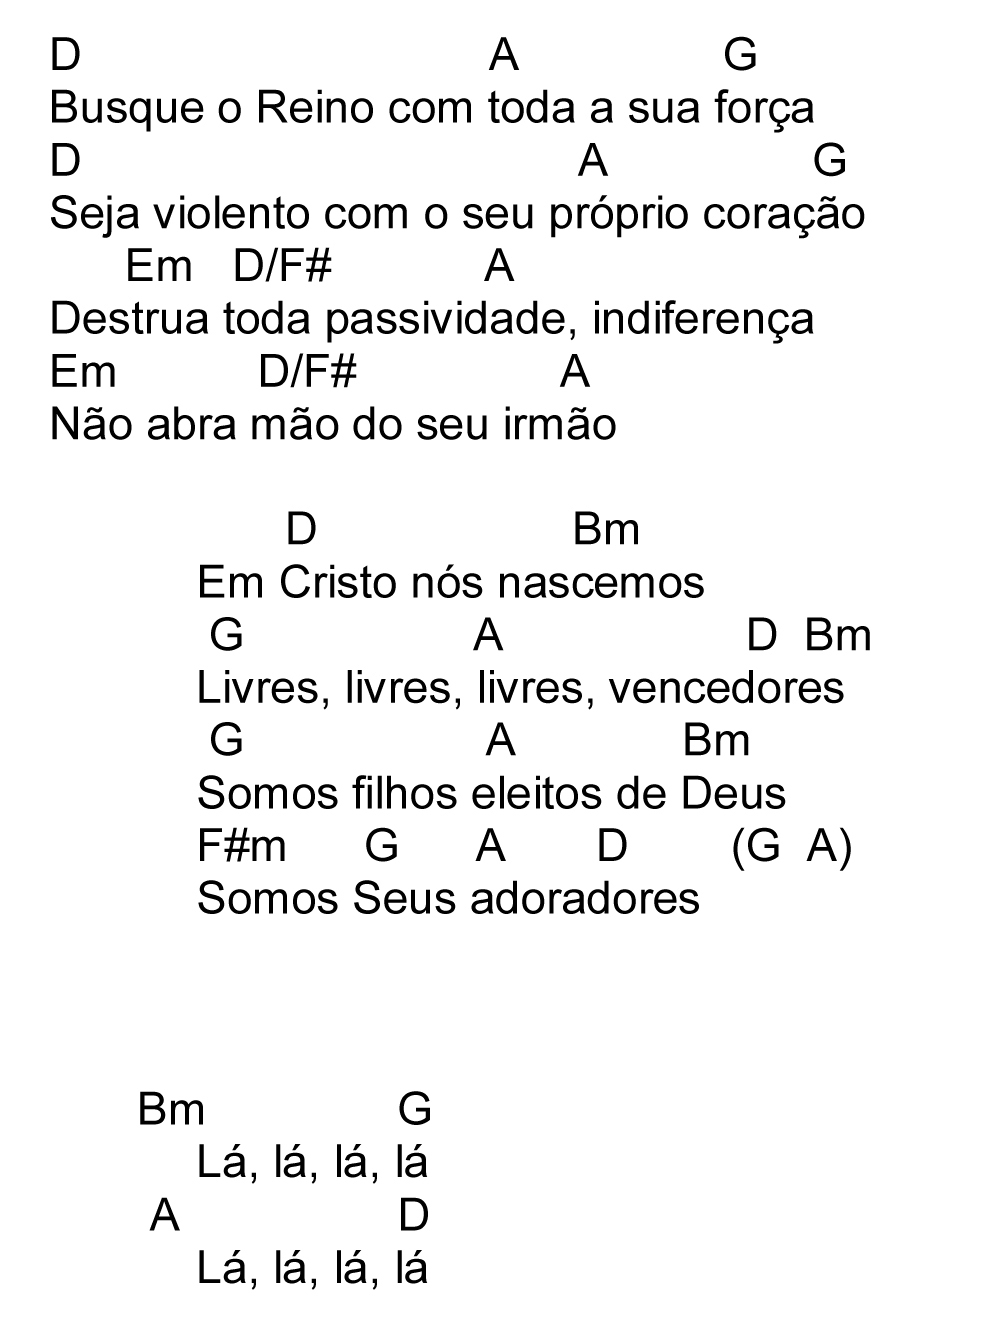 D A G
Busque o Reino com toda a sua força
D A G
Seja violento com o seu próprio coração
Em D/F# A
Destrua toda passividade, indiferença
Em D/F# A
Não abra mão do seu irmão
D Bm
Em Cristo nós nascemos
G A D Bm
Livres, livres, livres, vencedores
G A Bm
Somos filhos eleitos de Deus
F#m G A D (G A)
Somos Seus adoradores
Bm G
Lá, lá, lá, lá
A D
Lá, lá, lá, lá